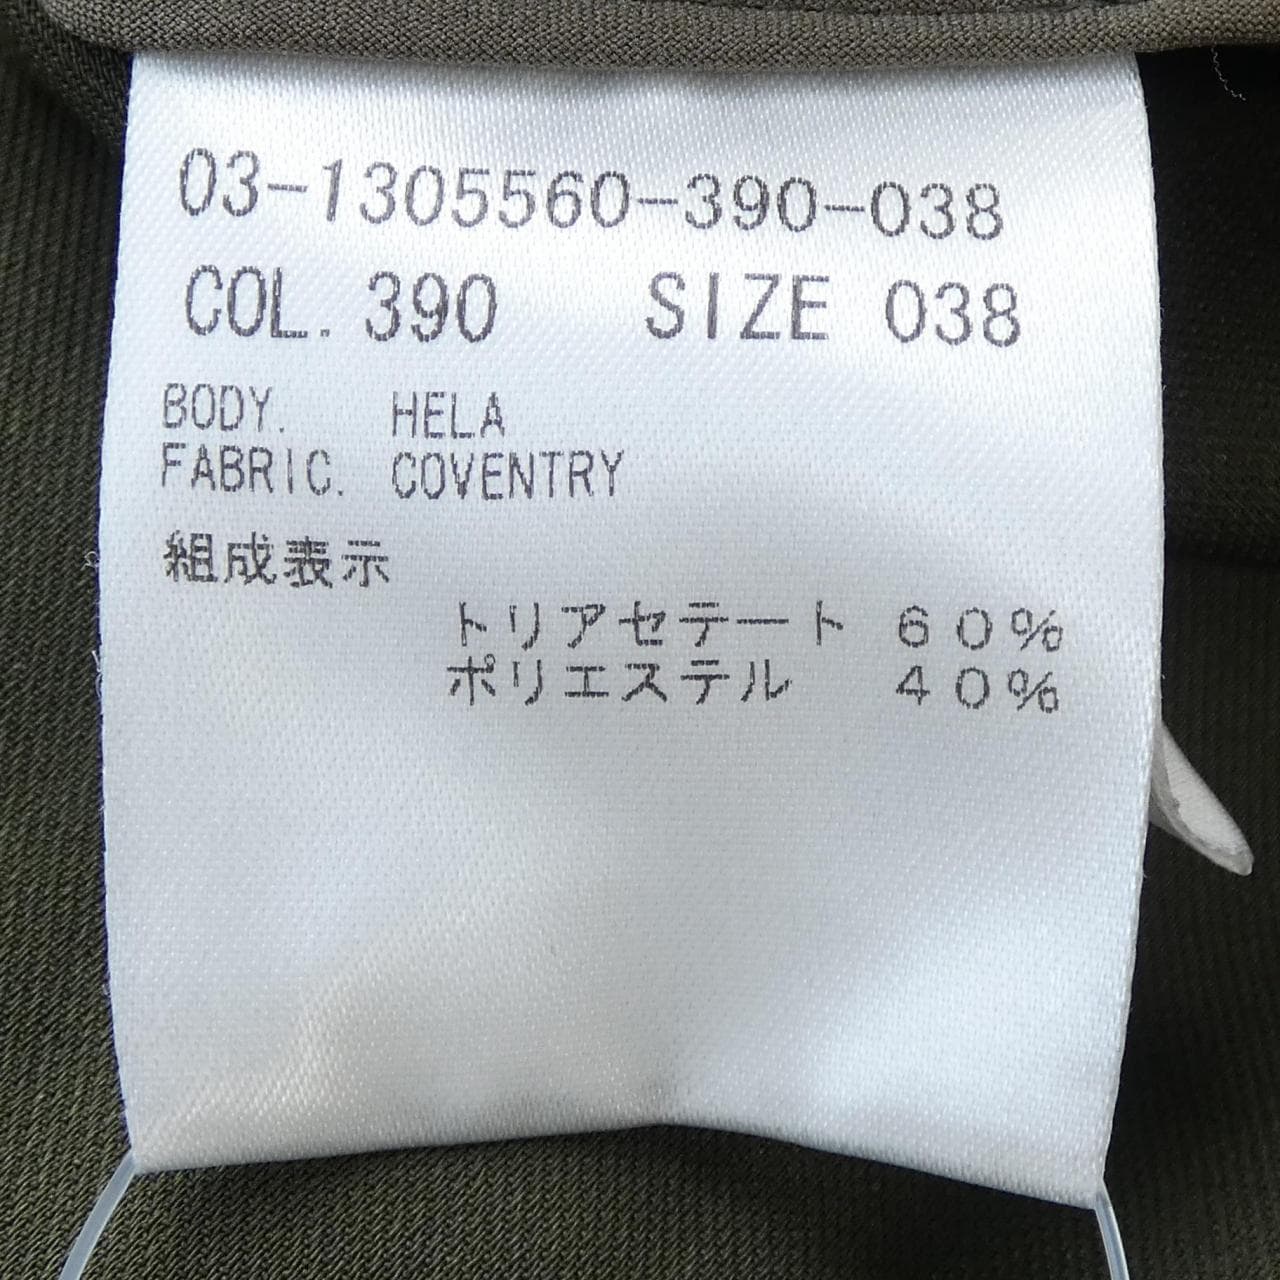 03-1305560-390-038
COL. 390 SIZE 038
BODY. HELA
FABRIC. COVENTRY
組成表示
トリアセテート 60%
ポリエステル 40%